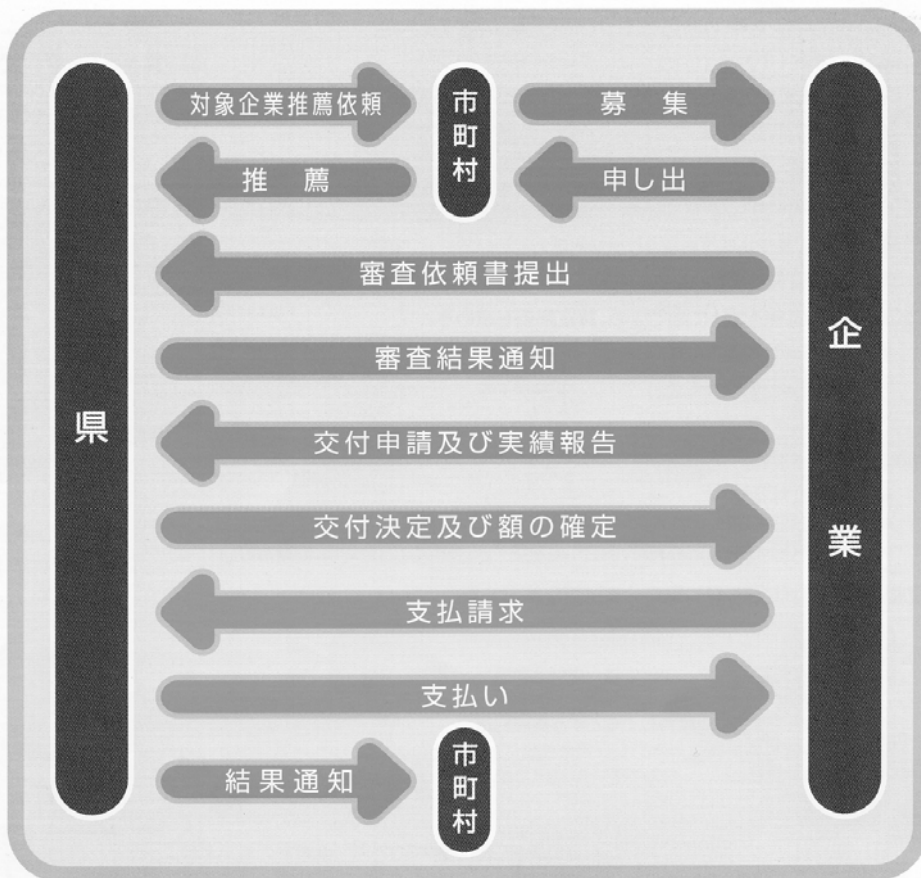 対象企業推薦依頼
市町村
募集
推薦
申し出
審査依頼書提出
審査結果通知
県
企業
交付申請及び実績報告
交付決定及び額の確定
支払請求
支払い
結果通知
市町村